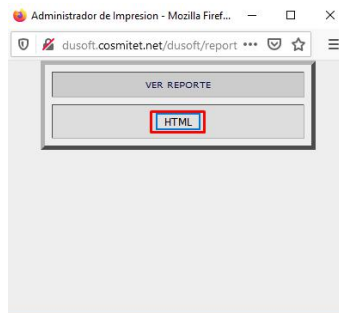 Administrador de Impresion - Mozilla Firef...
dusoft.cosmitet.net/dusoft/report
VER REPORTE
HTML